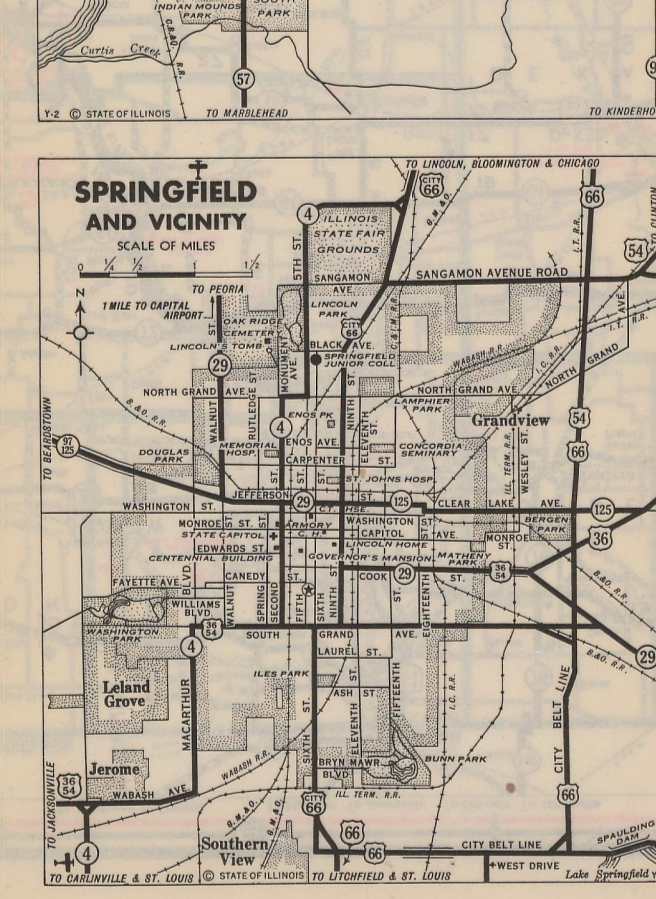 INDIAN MOUNDS
PARK
SOUTH
PARK
C.B.&Q. R.R.
Curtis Creek
57
Y-2 © STATE OF ILLINOIS
TO MARBLEHEAD
TO KINDERHO
SPRINGFIELD
AND VICINITY
SCALE OF MILES
0 1/4 1/2 1 1 1/2
TO LINCOLN, BLOOMINGTON & CHICAGO
CITY 66
66
4
ILLINOIS
STATE FAIR
GROUNDS
5TH ST.
G.M.&O.
I.T. R.R.
TO CLINTON
54
SANGAMON
AVE.
SANGAMON AVENUE ROAD
TO PEORIA
1 MILE TO CAPITAL
AIRPORT
N
ST.
LINCOLN
PARK
CITY 66
C.&I.M. R.R.
AVE.
I.T. R.R.
OAK RIDGE
CEMETERY
LINCOLN'S TOMB
MONUMENT AVE.
BLACK AVE.
SPRINGFIELD
JUNIOR COLL.
WABASH R.R.
I.C. R.R.
NORTH GRAND
29
NORTH GRAND AVE.
NORTH GRAND AVE.
LAMPHIER
PARK
Grandview
B.&O. R.R.
WALNUT
RUTLEDGE ST.
4
ENOS PK
ENOS AVE.
NINTH ST.
ELEVENTH ST.
54
66
TO BEARDSTOWN
97
125
DOUGLAS
PARK
MEMORIAL
HOSP.
CARPENTER ST.
CONCORDIA
SEMINARY
ILL. TERM. R.R.
WESLEY ST.
ST. JOHNS HOSP.
JEFFERSON ST.
29
125
CLEAR LAKE AVE.
125
WASHINGTON ST.
CT. HSE.
MONROE ST.
ARMORY
WASHINGTON ST.
BERGEN
PARK
STATE CAPITOL
C.H.
CAPITOL AVE.
MONROE
ST.
36
EDWARDS ST.
LINCOLN HOME
CENTENNIAL BUILDING
GOVERNOR'S MANSION
MATHENY
PARK
36
54
FAYETTE AVE.
BLVD.
CANEDY ST.
COOK ST.
29
B.&O. R.R.
WILLIAMS
BLVD.
WALNUT
SPRING
SECOND
FIFTH
SIXTH
NINTH
ST.
EIGHTEENTH
WASHINGTON
PARK
36
54
SOUTH GRAND AVE.
4
LAUREL ST.
29
B.&O. R.R.
Leland
Grove
MACARTHUR
ILES PARK
ASH ST.
ST.
SIXTH ST.
ELEVENTH
FIFTEENTH
I.C. R.R.
CITY BELT LINE
Jerome
BRYN MAWR
BLVD
BUNN PARK
WABASH R.R.
ILL. TERM. R.R.
36
54
WABASH AVE.
CITY 66
66
TO JACKSONVILLE
G.M.&O.
G.M.&O. R.R.
4
Southern
View
66
66
CITY BELT LINE
SPAULDING
DAM
WEST DRIVE
TO CARLINVILLE & ST. LOUIS
© STATE OF ILLINOIS
TO LITCHFIELD & ST. LOUIS
Lake Springfield